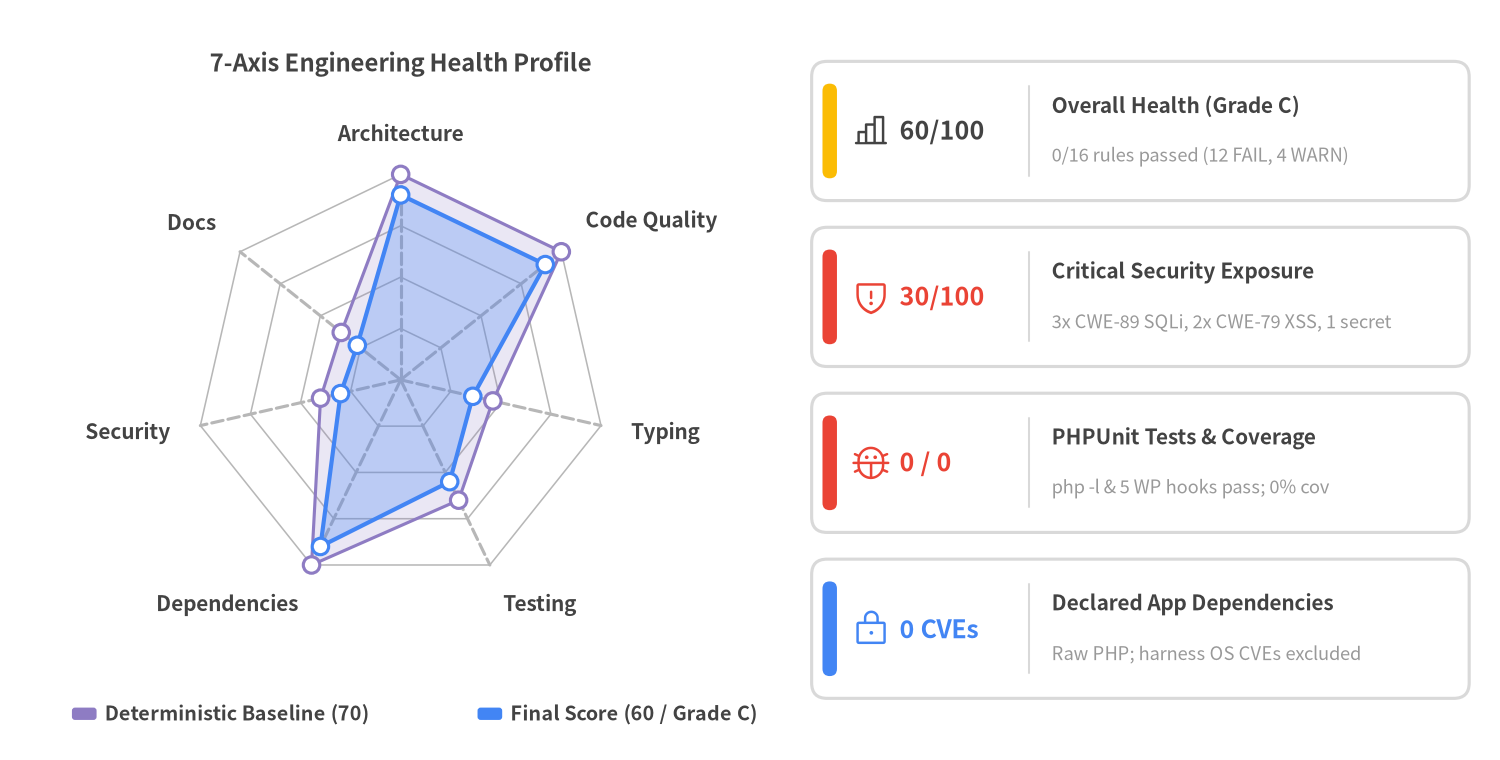 7-Axis Engineering Health Profile
Architecture
Code Quality
Docs
Typing
Security
Dependencies
Testing
Deterministic Baseline (70)
Final Score (60 / Grade C)
60/100
Overall Health (Grade C)
0/16 rules passed (12 FAIL, 4 WARN)
30/100
Critical Security Exposure
3x CWE-89 SQLi, 2x CWE-79 XSS, 1 secret
0 / 0
PHPUnit Tests & Coverage
php -l & 5 WP hooks pass; 0% cov
0 CVEs
Declared App Dependencies
Raw PHP; harness OS CVEs excluded